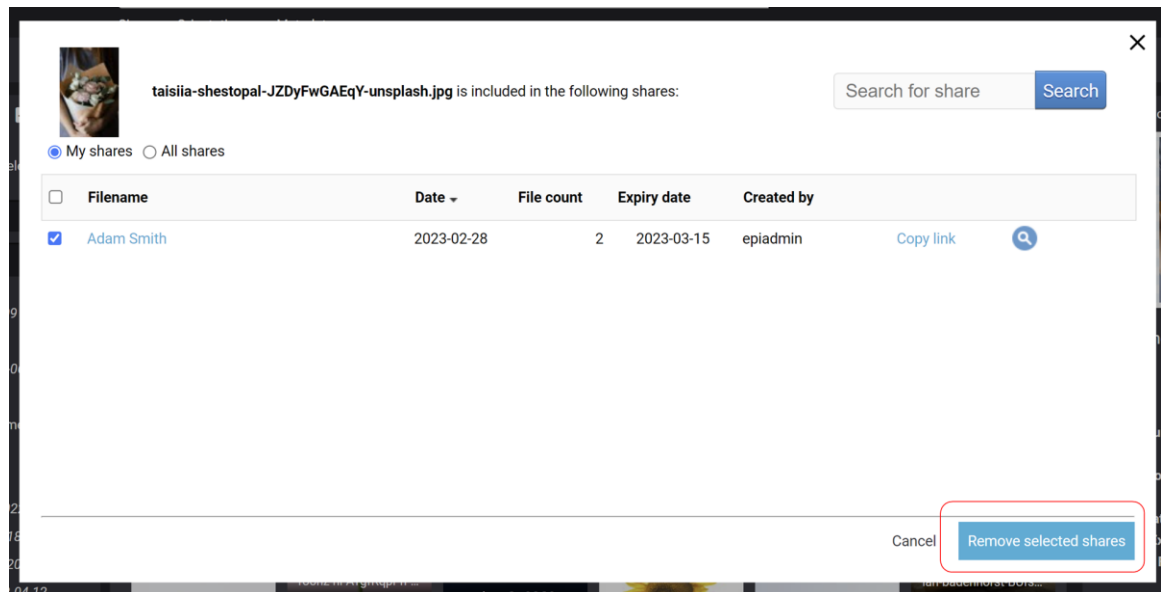 taisiia-shestopal-JZDyFwGAEqY-unsplash.jpg is included in the following shares:
Search for share
Search
My shares
All shares
Filename
Date
File count
Expiry date
Created by
Adam Smith
2023-02-28
2
2023-03-15
epiadmin
Copy link
Cancel
Remove selected shares